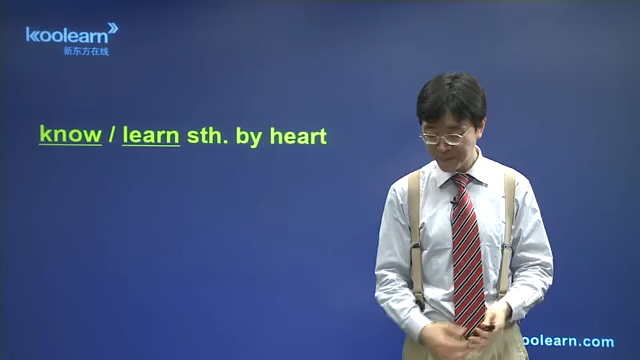 koolearn
新东方在线
know / learn sth. by heart
oolearn.com